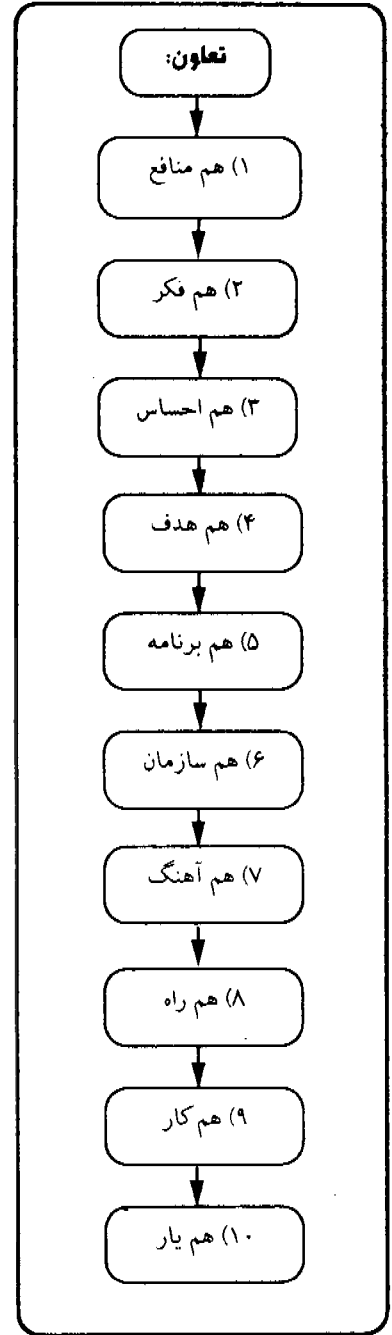 تعاون:
۱) هم منافع
۲) هم فکر
۳) هم احساس
۴) هم هدف
۵) هم برنامه
۶) هم سازمان
۷) هم آهنگ
۸) هم راه
۹) هم کار
۱۰) هم یار